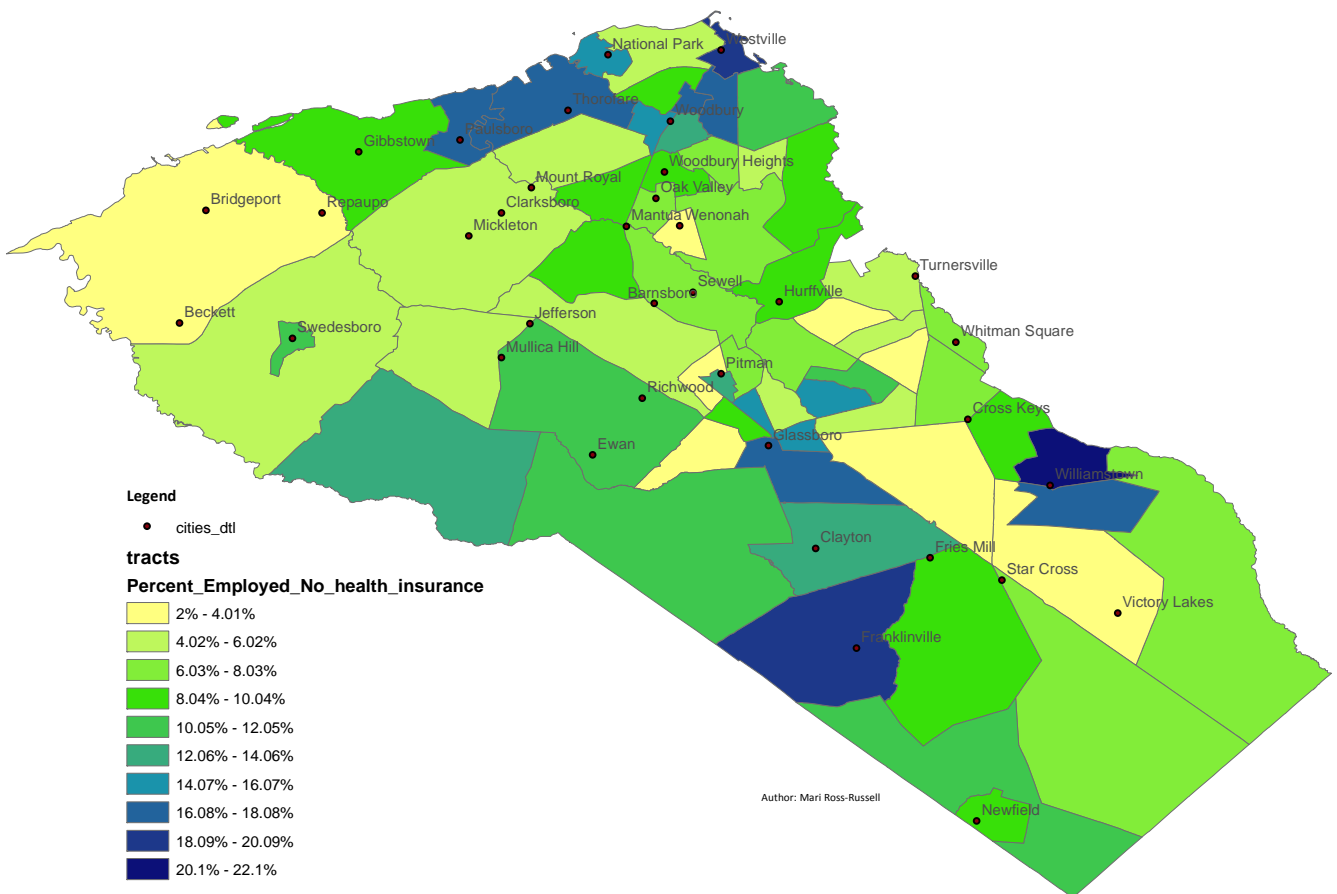 National Park
Westville
Thorofare
Woodbury
Paulsboro
Gibbstown
Woodbury Heights
Mount Royal
Oak Valley
Bridgeport
Repaupo
Clarksboro
Mickleton
Mantua
Wenonah
Turnersville
Sewell
Barnsboro
Hurffville
Beckett
Swedesboro
Jefferson
Whitman Square
Mullica Hill
Pitman
Richwood
Cross Keys
Glassboro
Ewan
Williamstown
Legend
cities_dtl
Clayton
Fries Mill
tracts
Star Cross
Percent_Employed_No_health_insurance
2% - 4.01%
Victory Lakes
4.02% - 6.02%
Franklinville
6.03% - 8.03%
8.04% - 10.04%
10.05% - 12.05%
12.06% - 14.06%
14.07% - 16.07%
Author: Mari Ross-Russell
16.08% - 18.08%
Newfield
18.09% - 20.09%
20.1% - 22.1%